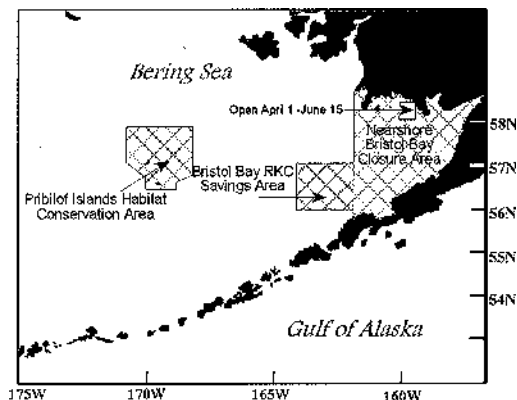 Bering Sea
Open April 1 -June 15
Nearshore
Bristol Bay
Closure Area
Bristol Bay RKC
Savings Area
Pribilof Islands Habitat
Conservation Area
Gulf of Alaska
58N
57N
56N
55N
54N
175W
170W
165W
160W